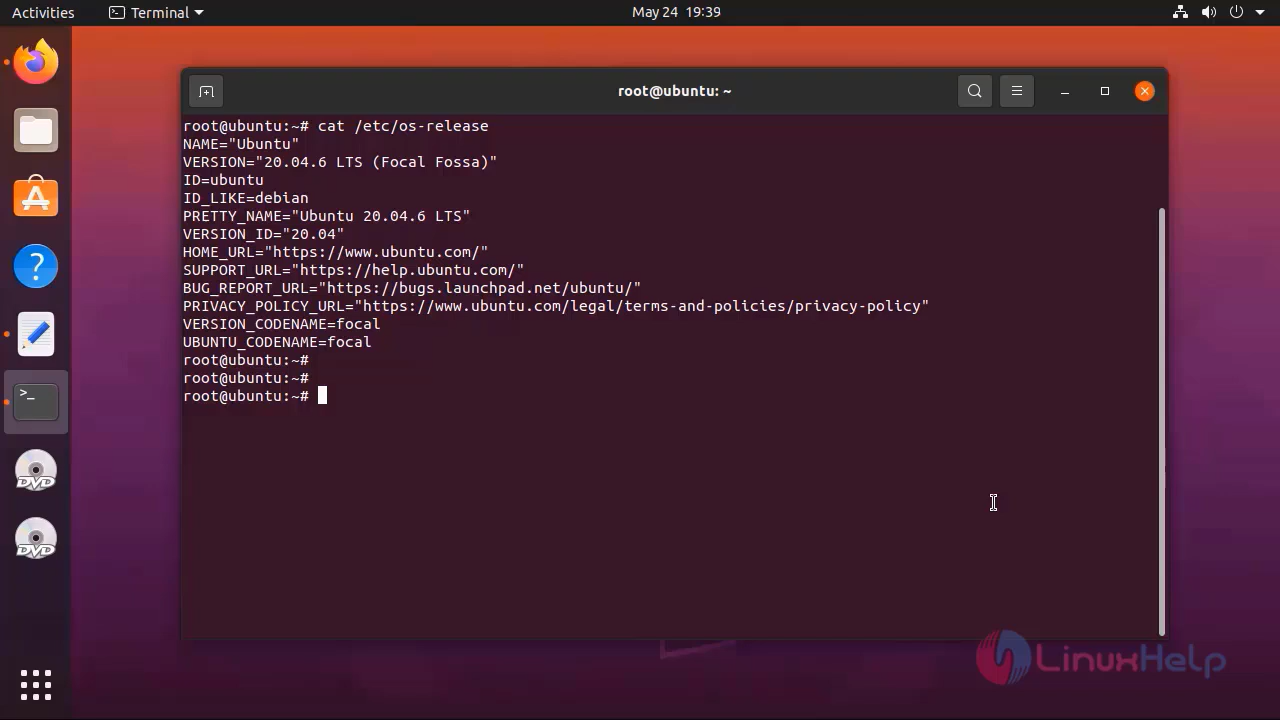 Activities Terminal May 24 19:39
root@ubuntu: ~
root@ubuntu:~# cat /etc/os-release
NAME="Ubuntu"
VERSION="20.04.6 LTS (Focal Fossa)"
ID=ubuntu
ID_LIKE=debian
PRETTY_NAME="Ubuntu 20.04.6 LTS"
VERSION_ID="20.04"
HOME_URL="https://www.ubuntu.com/"
SUPPORT_URL="https://help.ubuntu.com/"
BUG_REPORT_URL="https://bugs.launchpad.net/ubuntu/"
PRIVACY_POLICY_URL="https://www.ubuntu.com/legal/terms-and-policies/privacy-policy"
VERSION_CODENAME=focal
UBUNTU_CODENAME=focal
root@ubuntu:~#
root@ubuntu:~#
root@ubuntu:~#
>_
DVD
DVD
LinuxHelp